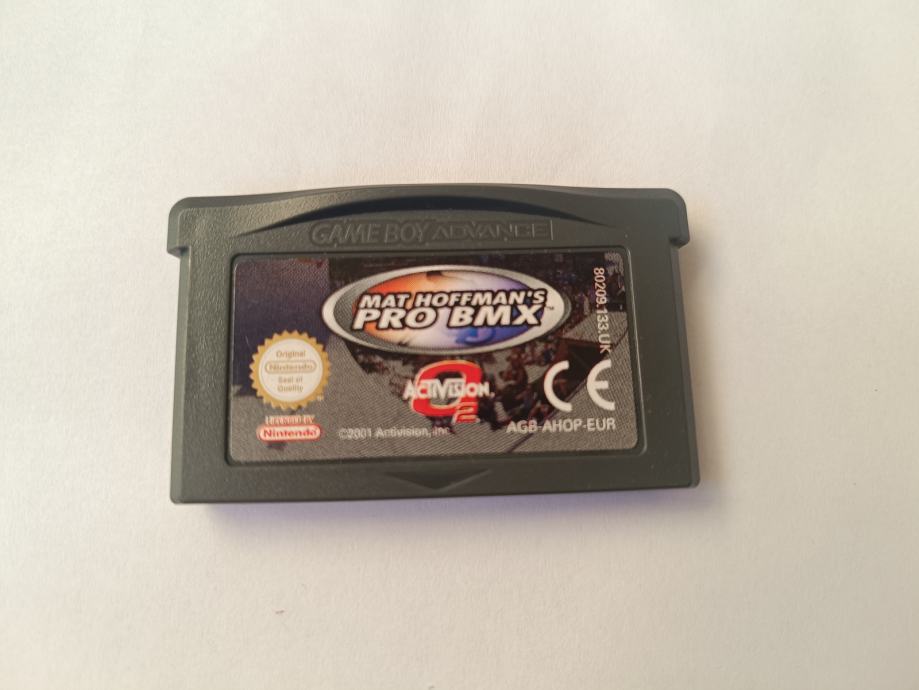 GAME BOY ADVANCE
MAT HOFFMAN'S
PRO BMX™
80209.133.UK
Original
Nintendo
Seal of
Quality
LICENSED BY
Nintendo
ACTIVISION.
O2
CE
©2001 Activision, Inc.
AGB-AHOP-EUR